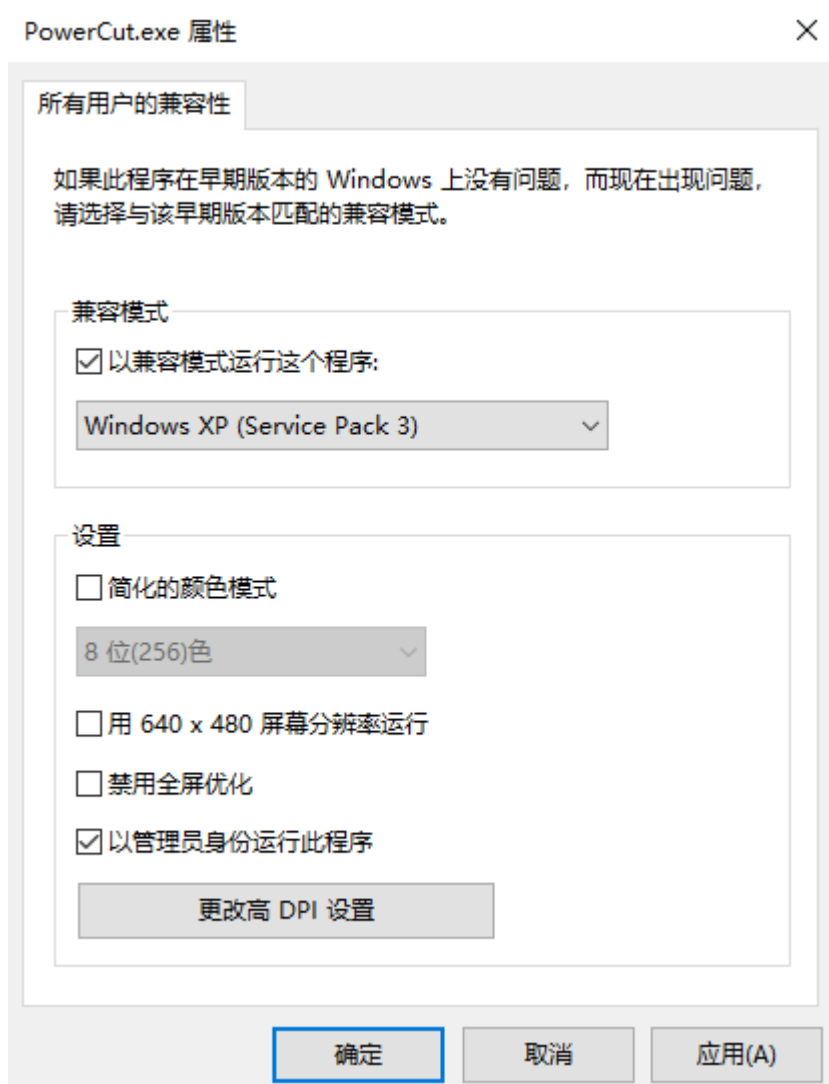 PowerCut.exe 属性
所有用户的兼容性
如果此程序在早期版本的 Windows 上没有问题，而现在出现问题，
请选择与该早期版本匹配的兼容模式。
兼容模式
以兼容模式运行这个程序:
Windows XP (Service Pack 3)
设置
简化的颜色模式
8 位(256)色
用 640 x 480 屏幕分辨率运行
禁用全屏优化
以管理员身份运行此程序
更改高 DPI 设置
确定 取消 应用(A)